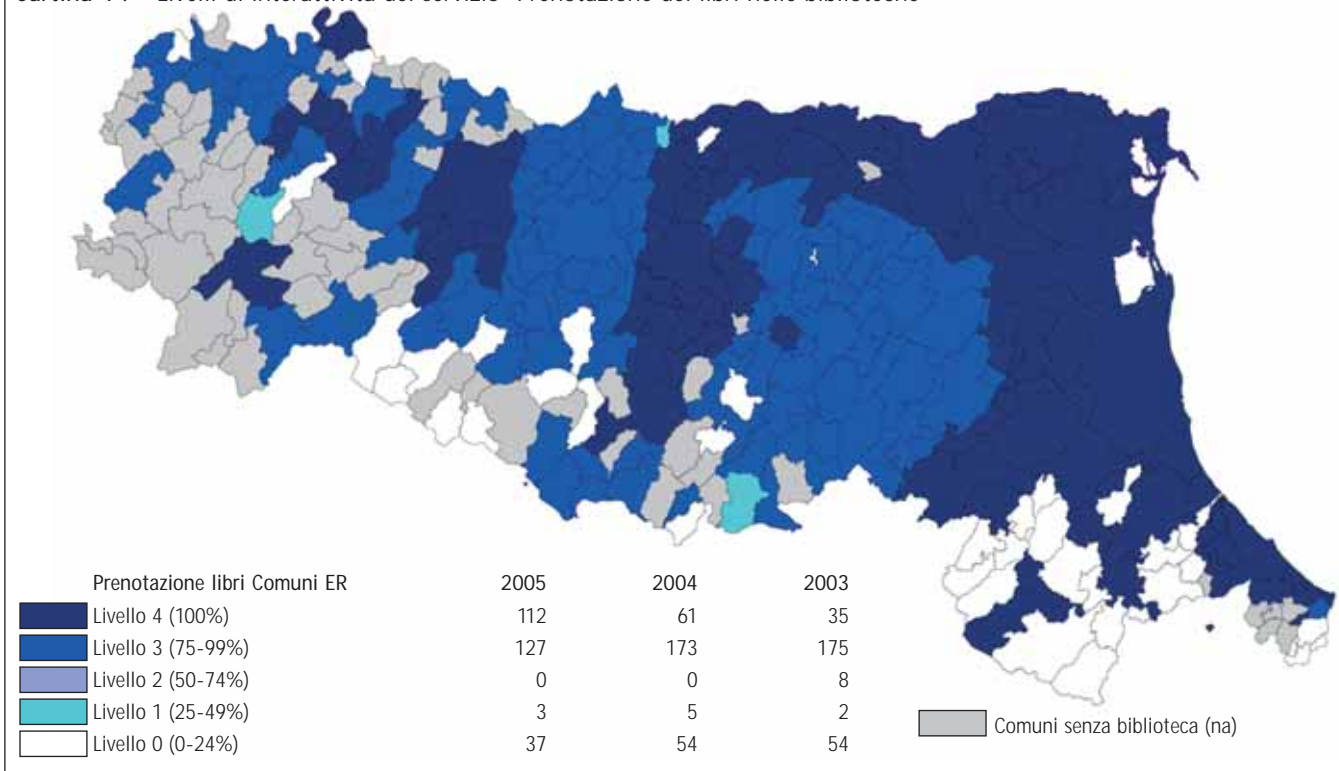 Prenotazione libri Comuni ER 2005 2004 2003
Livello 4 (100%) 112 61 35
Livello 3 (75-99%) 127 173 175
Livello 2 (50-74%) 0 0 8
Livello 1 (25-49%) 3 5 2
Livello 0 (0-24%) 37 54 54
Comuni senza biblioteca (na)